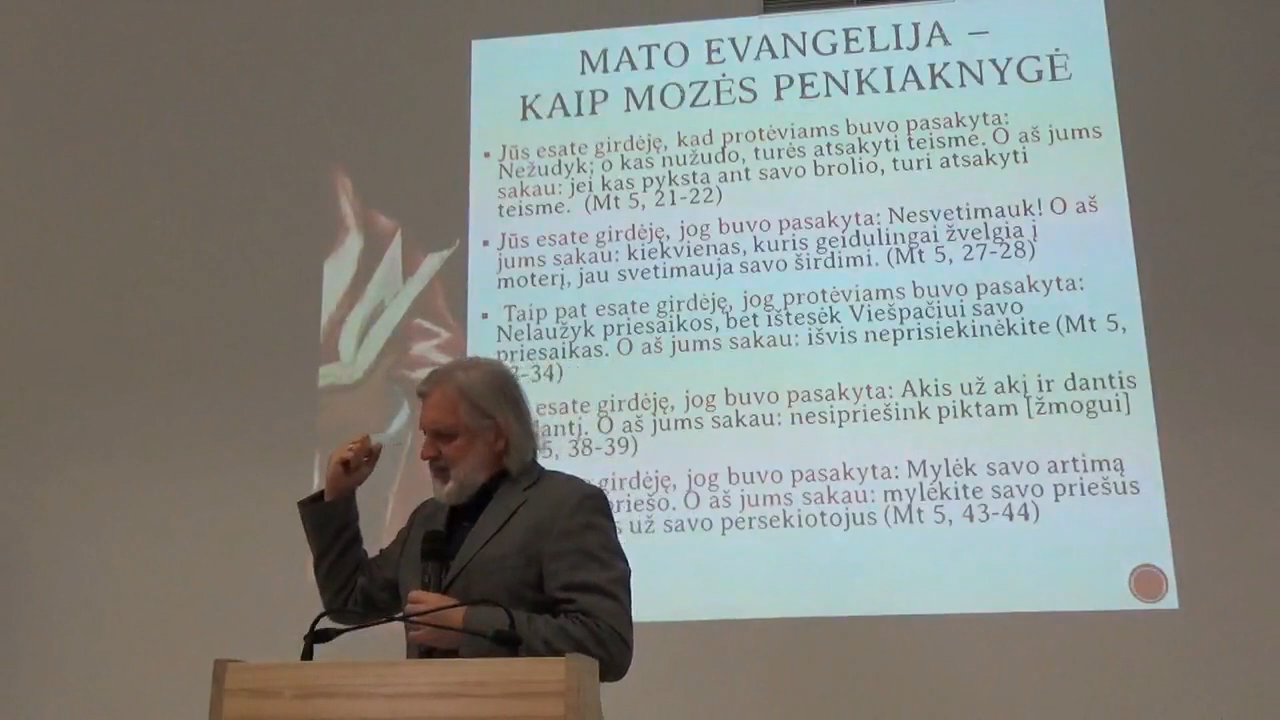 MATO EVANGELIJA –
KAIP MOZĖS PENKIAKNYGĖ
Jūs esate girdėję, kad protėviams buvo pasakyta:
Nežudyk; o kas nužudo, turės atsakyti teisme. O aš jums
sakau: jei kas pyksta ant savo brolio, turi atsakyti
teisme. (Mt 5, 21-22)
Jūs esate girdėję, jog buvo pasakyta: Nesvetimauk! O aš
jums sakau: kiekvienas, kuris geidulingai žvelgia į
moterį, jau svetimauja savo širdimi. (Mt 5, 27-28)
Taip pat esate girdėję, jog protėviams buvo pasakyta:
Nelaužyk priesaikos, bet ištesėk Viešpačiui savo
priesaikas. O aš jums sakau: išvis neprisiekinėkite (Mt 5,
-34)
esate girdėję, jog buvo pasakyta: Akis už akį ir dantis
dantį. O aš jums sakau: nesipriešink piktam [žmogui]
5, 38-39)
girdėję, jog buvo pasakyta: Mylėk savo artimą
priešo. O aš jums sakau: mylėkite savo priešus
už savo persekiotojus (Mt 5, 43-44)